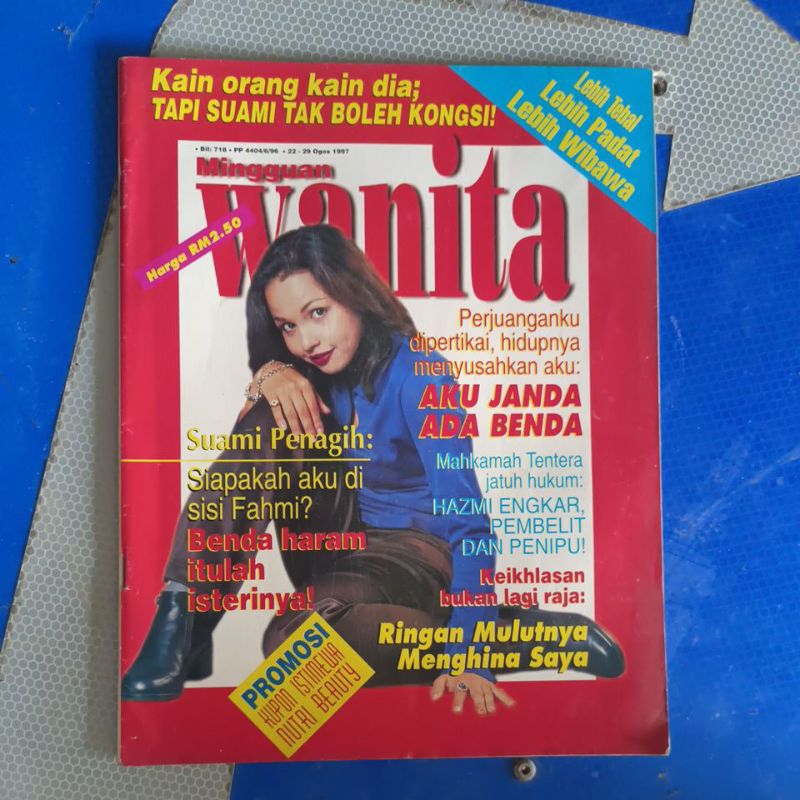 Kain orang kain dia;
TAPI SUAMI TAK BOLEH KONGSI!
Lebih Tebal
Lebih Padat
Lebih Wibawa
• Bil: 718 • PP 4404/6/96 • 22 - 29 Ogos 1997
Mingguan
wanita
Harga RM2.50
Perjuanganku
dipertikai, hidupnya
menyusahkan aku:
AKU JANDA
ADA BENDA
Suami Penagih:
Siapakah aku di
sisi Fahmi?
Benda haram
itulah
isterinya!
Mahkamah Tentera
jatuh hukum:
HAZMI ENGKAR,
PEMBELIT
DAN PENIPU!
Keikhlasan
bukan lagi raja:
Ringan Mulutnya
Menghina Saya
PROMOSI
KUPON ISTIMEWA
NUTRI BEAUTY